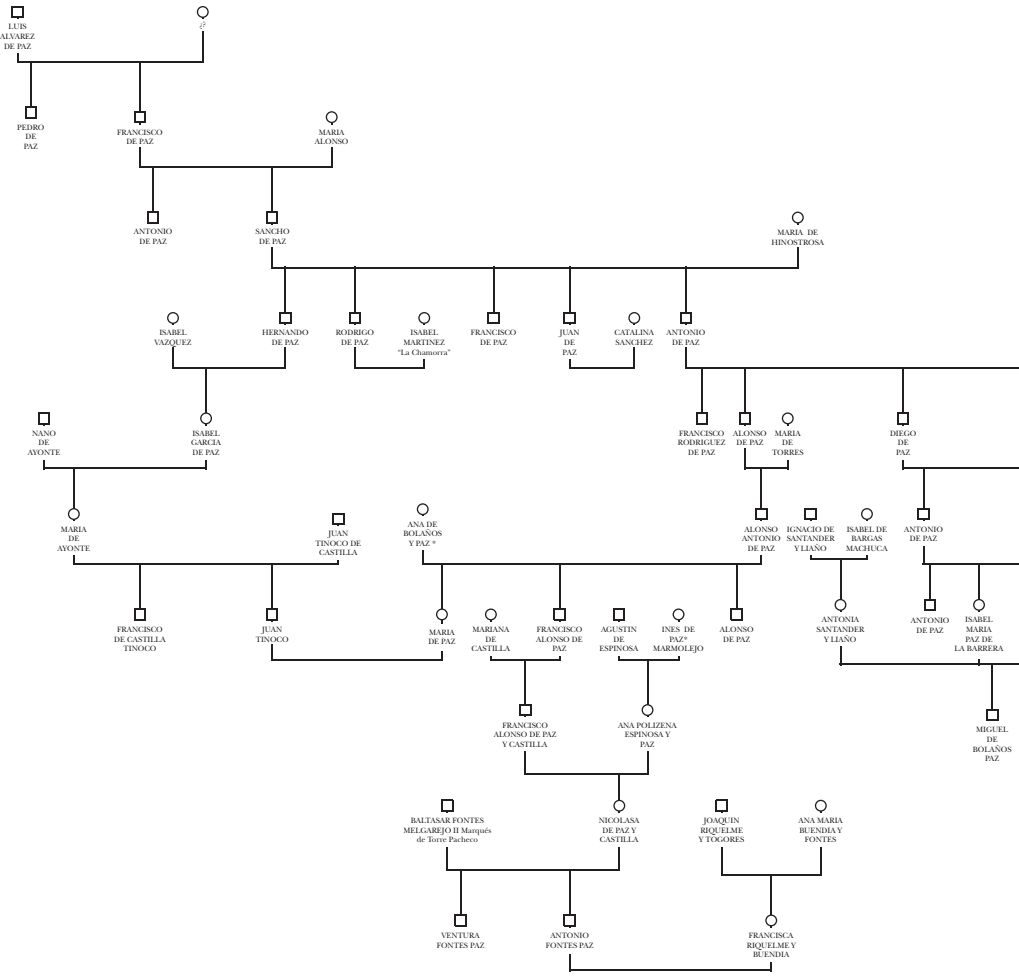 LUIS
ALVAREZ
DE PAZ
¿?
PEDRO
DE
PAZ
FRANCISCO
DE PAZ
MARIA
ALONSO
ANTONIO
DE PAZ
SANCHO
DE PAZ
MARIA DE
HINOSTROSA
ISABEL
VAZQUEZ
HERNANDO
DE PAZ
RODRIGO
DE PAZ
ISABEL
MARTINEZ
"La Chamorra"
FRANCISCO
DE PAZ
JUAN
DE
PAZ
CATALINA
SANCHEZ
ANTONIO
DE PAZ
NANO
DE
AYONTE
ISABEL
GARCIA
DE PAZ
FRANCISCO
RODRIGUEZ
DE PAZ
ALONSO
DE PAZ
MARIA
DE
TORRES
DIEGO
DE
PAZ
MARIA
DE
AYONTE
JUAN
TINOCO DE
CASTILLA
ANA DE
BOLAÑOS
Y PAZ *
ALONSO
ANTONIO
DE PAZ
IGNACIO DE
SANTANDER
Y LIAÑO
ISABEL DE
BARGAS
MACHUCA
ANTONIO
DE PAZ
FRANCISCO
DE CASTILLA
TINOCO
JUAN
TINOCO
MARIA
DE PAZ
MARIANA
DE
CASTILLA
FRANCISCO
ALONSO DE
PAZ
AGUSTIN
DE
ESPINOSA
INES DE
PAZ*
MARMOLEJO
ALONSO
DE PAZ
ANTONIA
SANTANDER
Y LIAÑO
ANTONIO
DE PAZ
ISABEL
MARIA
PAZ DE
LA BARRERA
FRANCISCO
ALONSO DE PAZ
Y CASTILLA
ANA POLIZENA
ESPINOSA Y
PAZ
MIGUEL
DE
BOLAÑOS
PAZ
BALTASAR FONTES
MELGAREJO II Marqués
de Torre Pacheco
NICOLASA
DE PAZ Y
CASTILLA
JOAQUIN
RIQUELME
Y TOGORES
ANA MARIA
BUENDIA Y
FONTES
VENTURA
FONTES PAZ
ANTONIO
FONTES PAZ
FRANCISCA
RIQUELME Y
BUENDIA